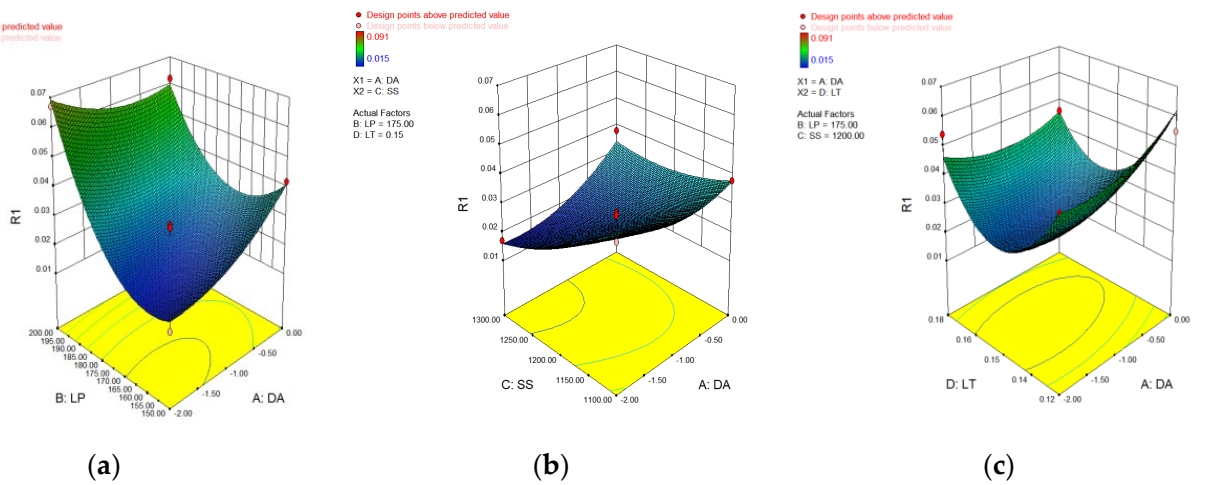 predicted value
predicted value
0.07
0.06
0.05
0.04
0.03
0.02
0.01
R1
200.00
195.00
190.00
185.00
180.00
175.00
170.00
165.00
160.00
155.00
150.00
B: LP
-2.00
-1.50
-1.00
-0.50
0.00
A: DA
(a)
Design points above predicted value
Design points below predicted value
0.091
0.015
X1 = A: DA
X2 = C: SS
Actual Factors
B: LP = 175.00
D: LT = 0.15
0.07
0.06
0.05
0.04
0.03
0.02
0.01
R1
1300.00
1250.00
1200.00
1150.00
1100.00
C: SS
-2.00
-1.50
-1.00
-0.50
0.00
A: DA
(b)
Design points above predicted value
Design points below predicted value
0.091
0.015
X1 = A: DA
X2 = D: LT
Actual Factors
B: LP = 175.00
C: SS = 1200.00
0.07
0.06
0.05
0.04
0.03
0.02
0.01
R1
0.18
0.16
0.15
0.14
0.12
D: LT
-2.00
-1.50
-1.00
-0.50
0.00
A: DA
(c)